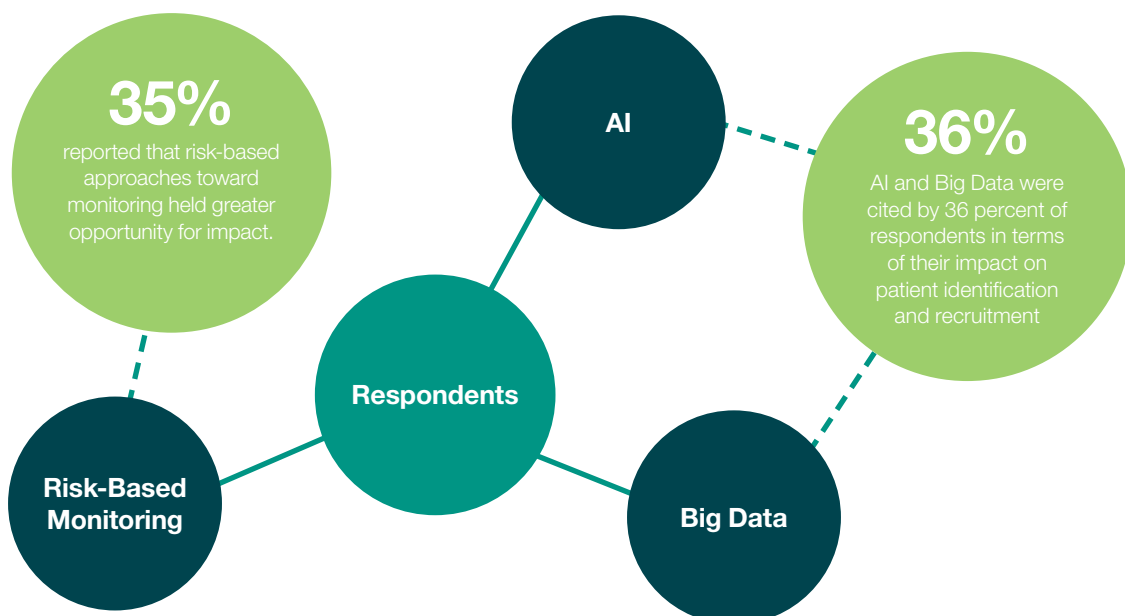 35%
reported that risk-based
approaches toward
monitoring held greater
opportunity for impact.
AI
36%
AI and Big Data were
cited by 36 percent of
respondents in terms
of their impact on
patient identification
and recruitment
Respondents
Risk-Based
Monitoring
Big Data